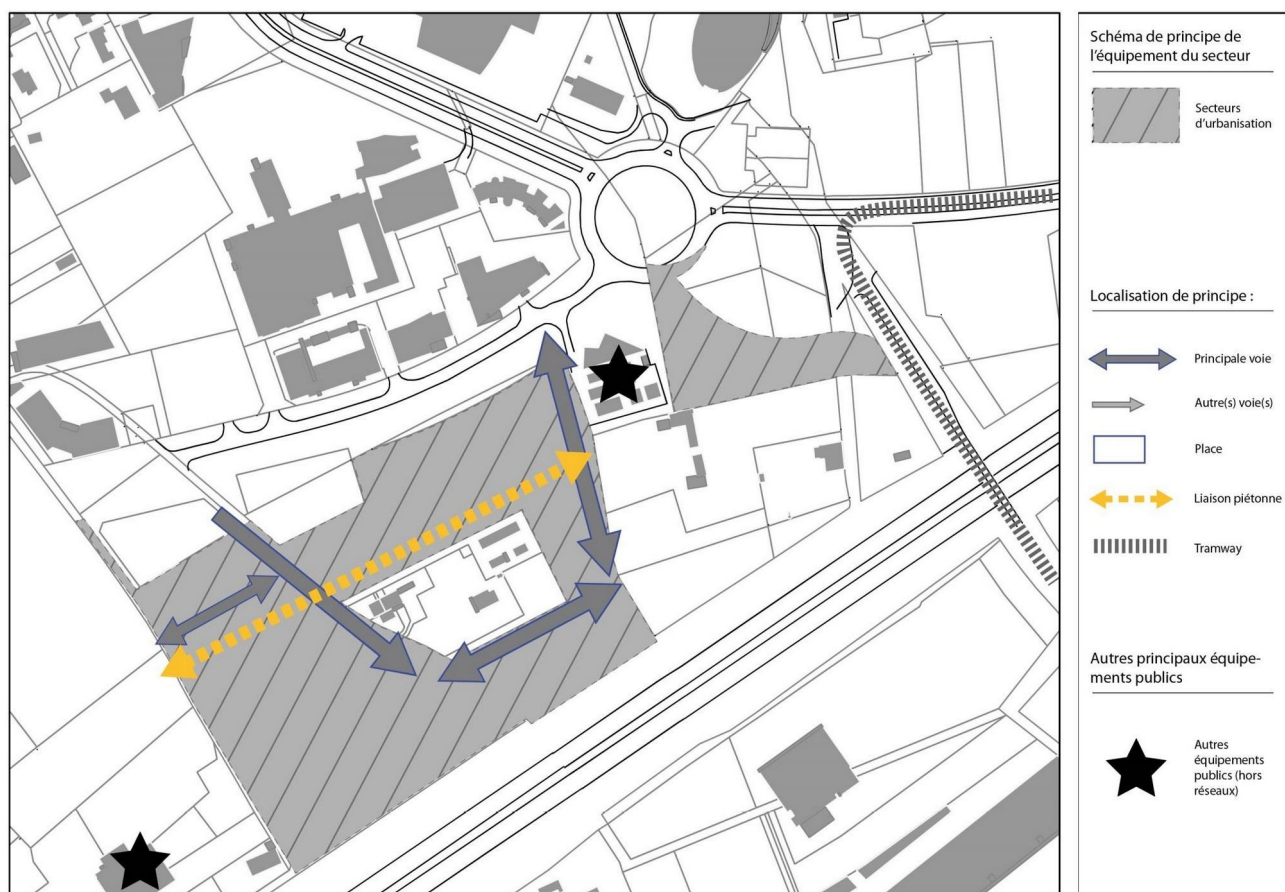 Schéma de principe de
l'équipement du secteur
Secteurs
d'urbanisation
Localisation de principe :
Principale voie
Autre(s) voie(s)
Place
Liaison piétonne
Tramway
Autres principaux équipe-
ments publics
Autres
équipements
publics (hors
réseaux)